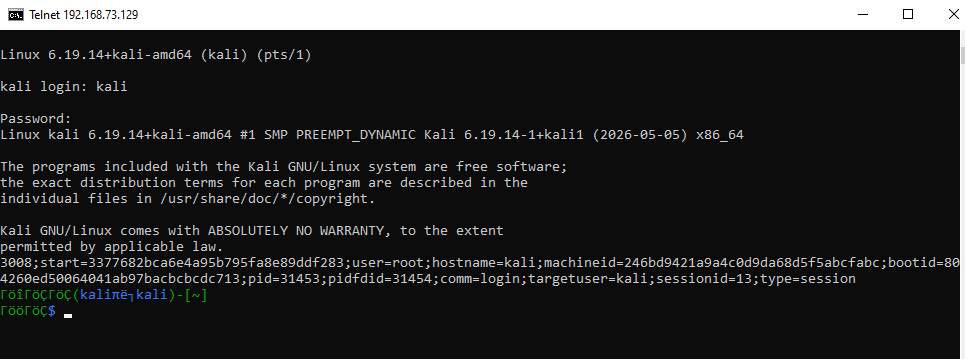 Telnet 192.168.73.129
Linux 6.19.14+kali-amd64 (kali) (pts/1)
kali login: kali
Password:
Linux kali 6.19.14+kali-amd64 #1 SMP PREEMPT_DYNAMIC Kali 6.19.14-1+kali1 (2026-05-05) x86_64
The programs included with the Kali GNU/Linux system are free software;
the exact distribution terms for each program are described in the
individual files in /usr/share/doc/*/copyright.
Kali GNU/Linux comes with ABSOLUTELY NO WARRANTY, to the extent
permitted by applicable law.
3008;start=3377682bca6e4a95b795fa8e89ddf283;user=root;hostname=kali;machineid=246bd9421a9a4c0d9da68d5f5abcfabc;bootid=80
4260ed50064041ab97bacbcbcdc713;pid=31453;pidfdid=31454;comm=login;targetuser=kali;sessionid=13;type=session
ΓöîΓöÇΓöÇ(kaliπë┐kali)-[~]
ΓööΓöÇ$